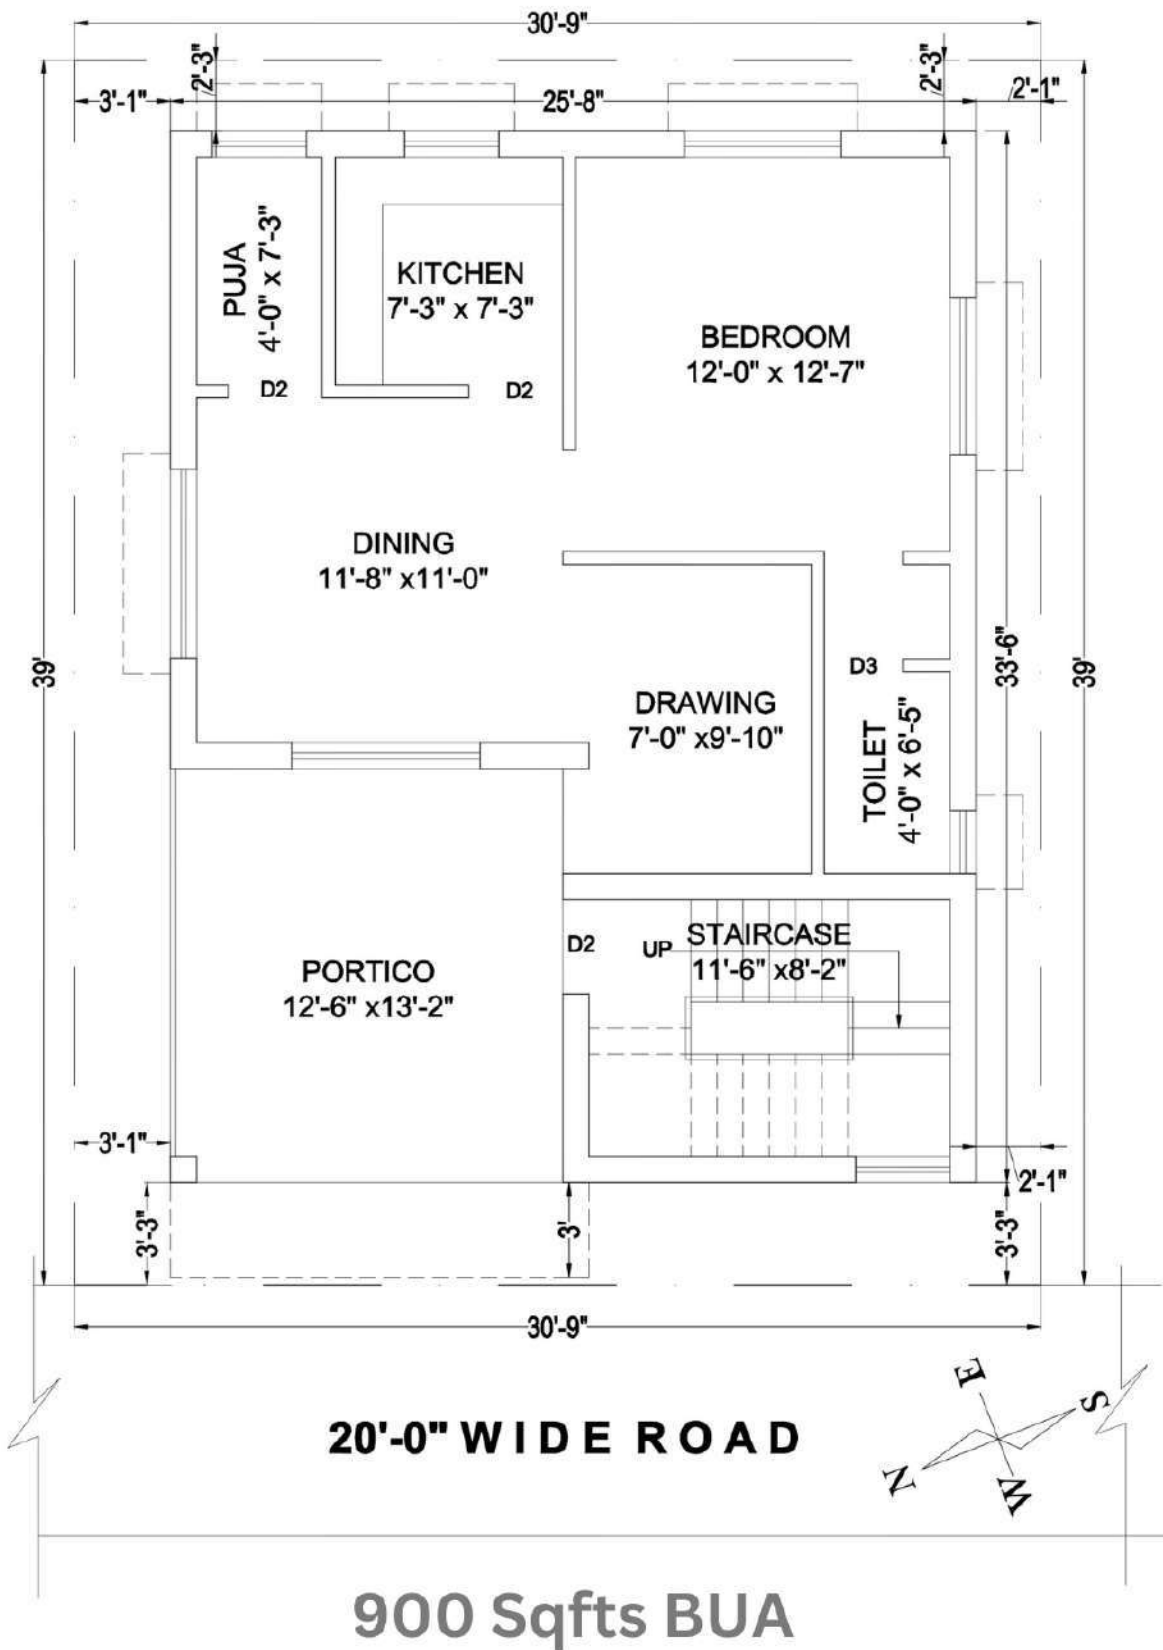 30'-9"
2'-3"
2'-3"
3'-1"
25'-8"
2'-1"
PUJA
4'-0" x 7'-3"
KITCHEN
7'-3" x 7'-3"
BEDROOM
12'-0" x 12'-7"
D2
D2
DINING
11'-8" x11'-0"
39'
33'-6"
39'
D3
DRAWING
7'-0" x9'-10"
TOILET
4'-0" x 6'-5"
D2
UP
STAIRCASE
11'-6" x8'-2"
PORTICO
12'-6" x13'-2"
3'-1"
2'-1"
3'-3"
3'
3'-3"
30'-9"
E
S
20'-0" WIDE ROAD
N
W
900 Sqfts BUA